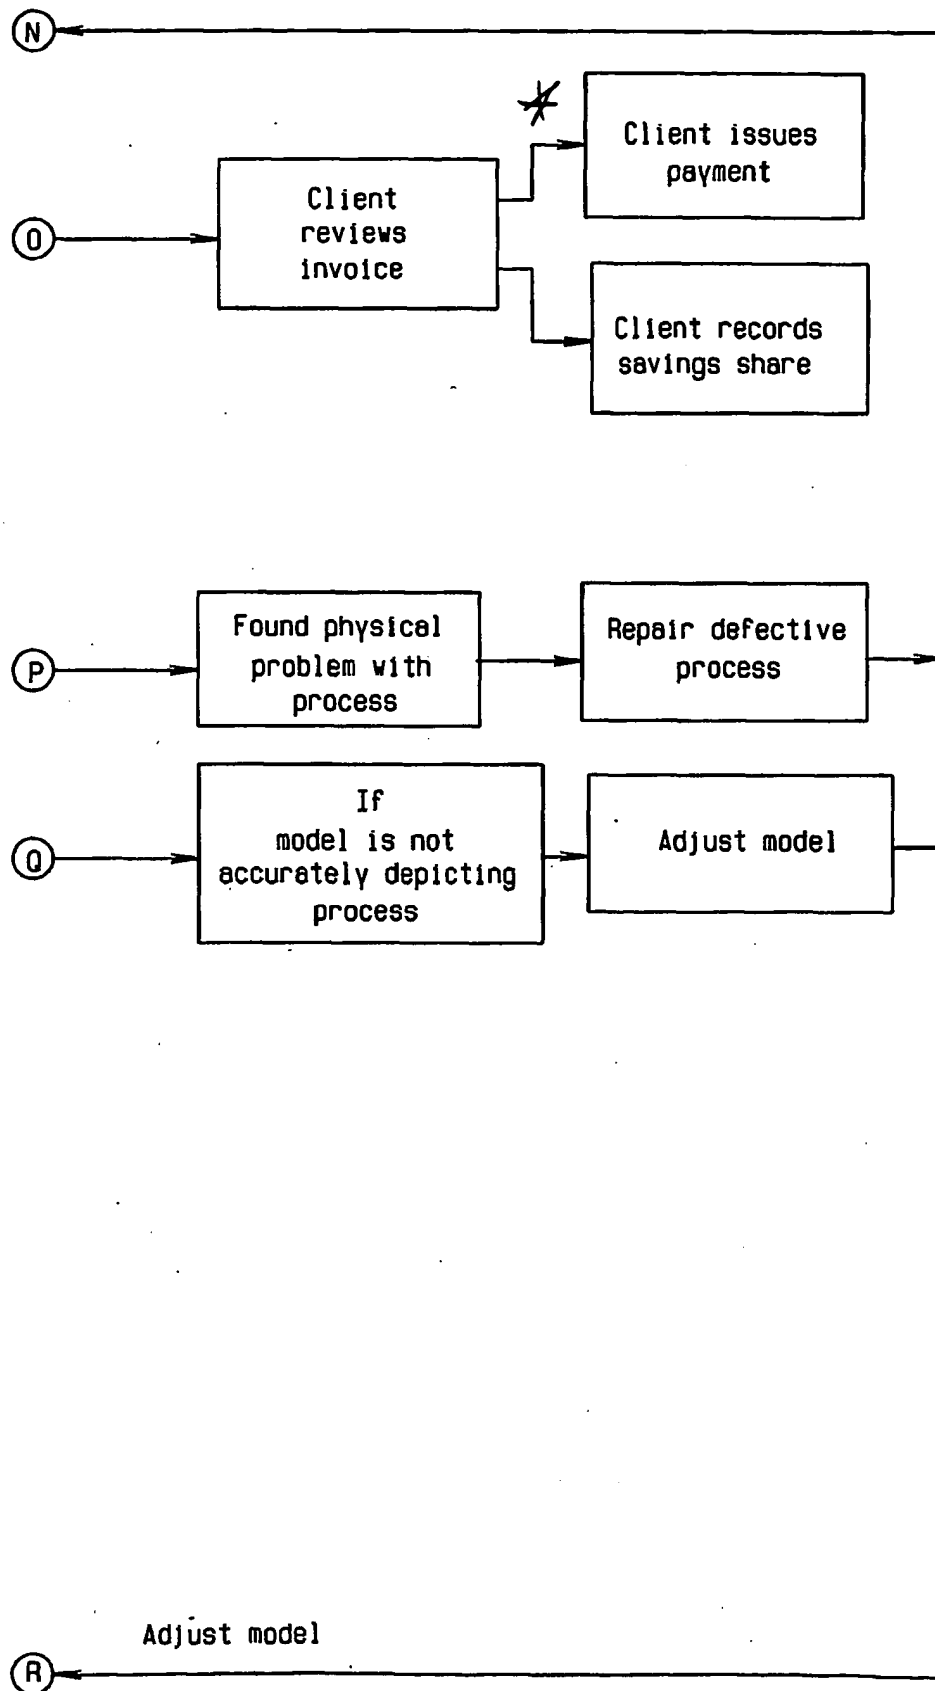 N
Client issues
payment
Client
reviews
invoice
O
Client records
savings share
Found physical
problem with
process
Repair defective
process
P
If
model is not
accurately depicting
process
Adjust model
Q
Adjust model
R